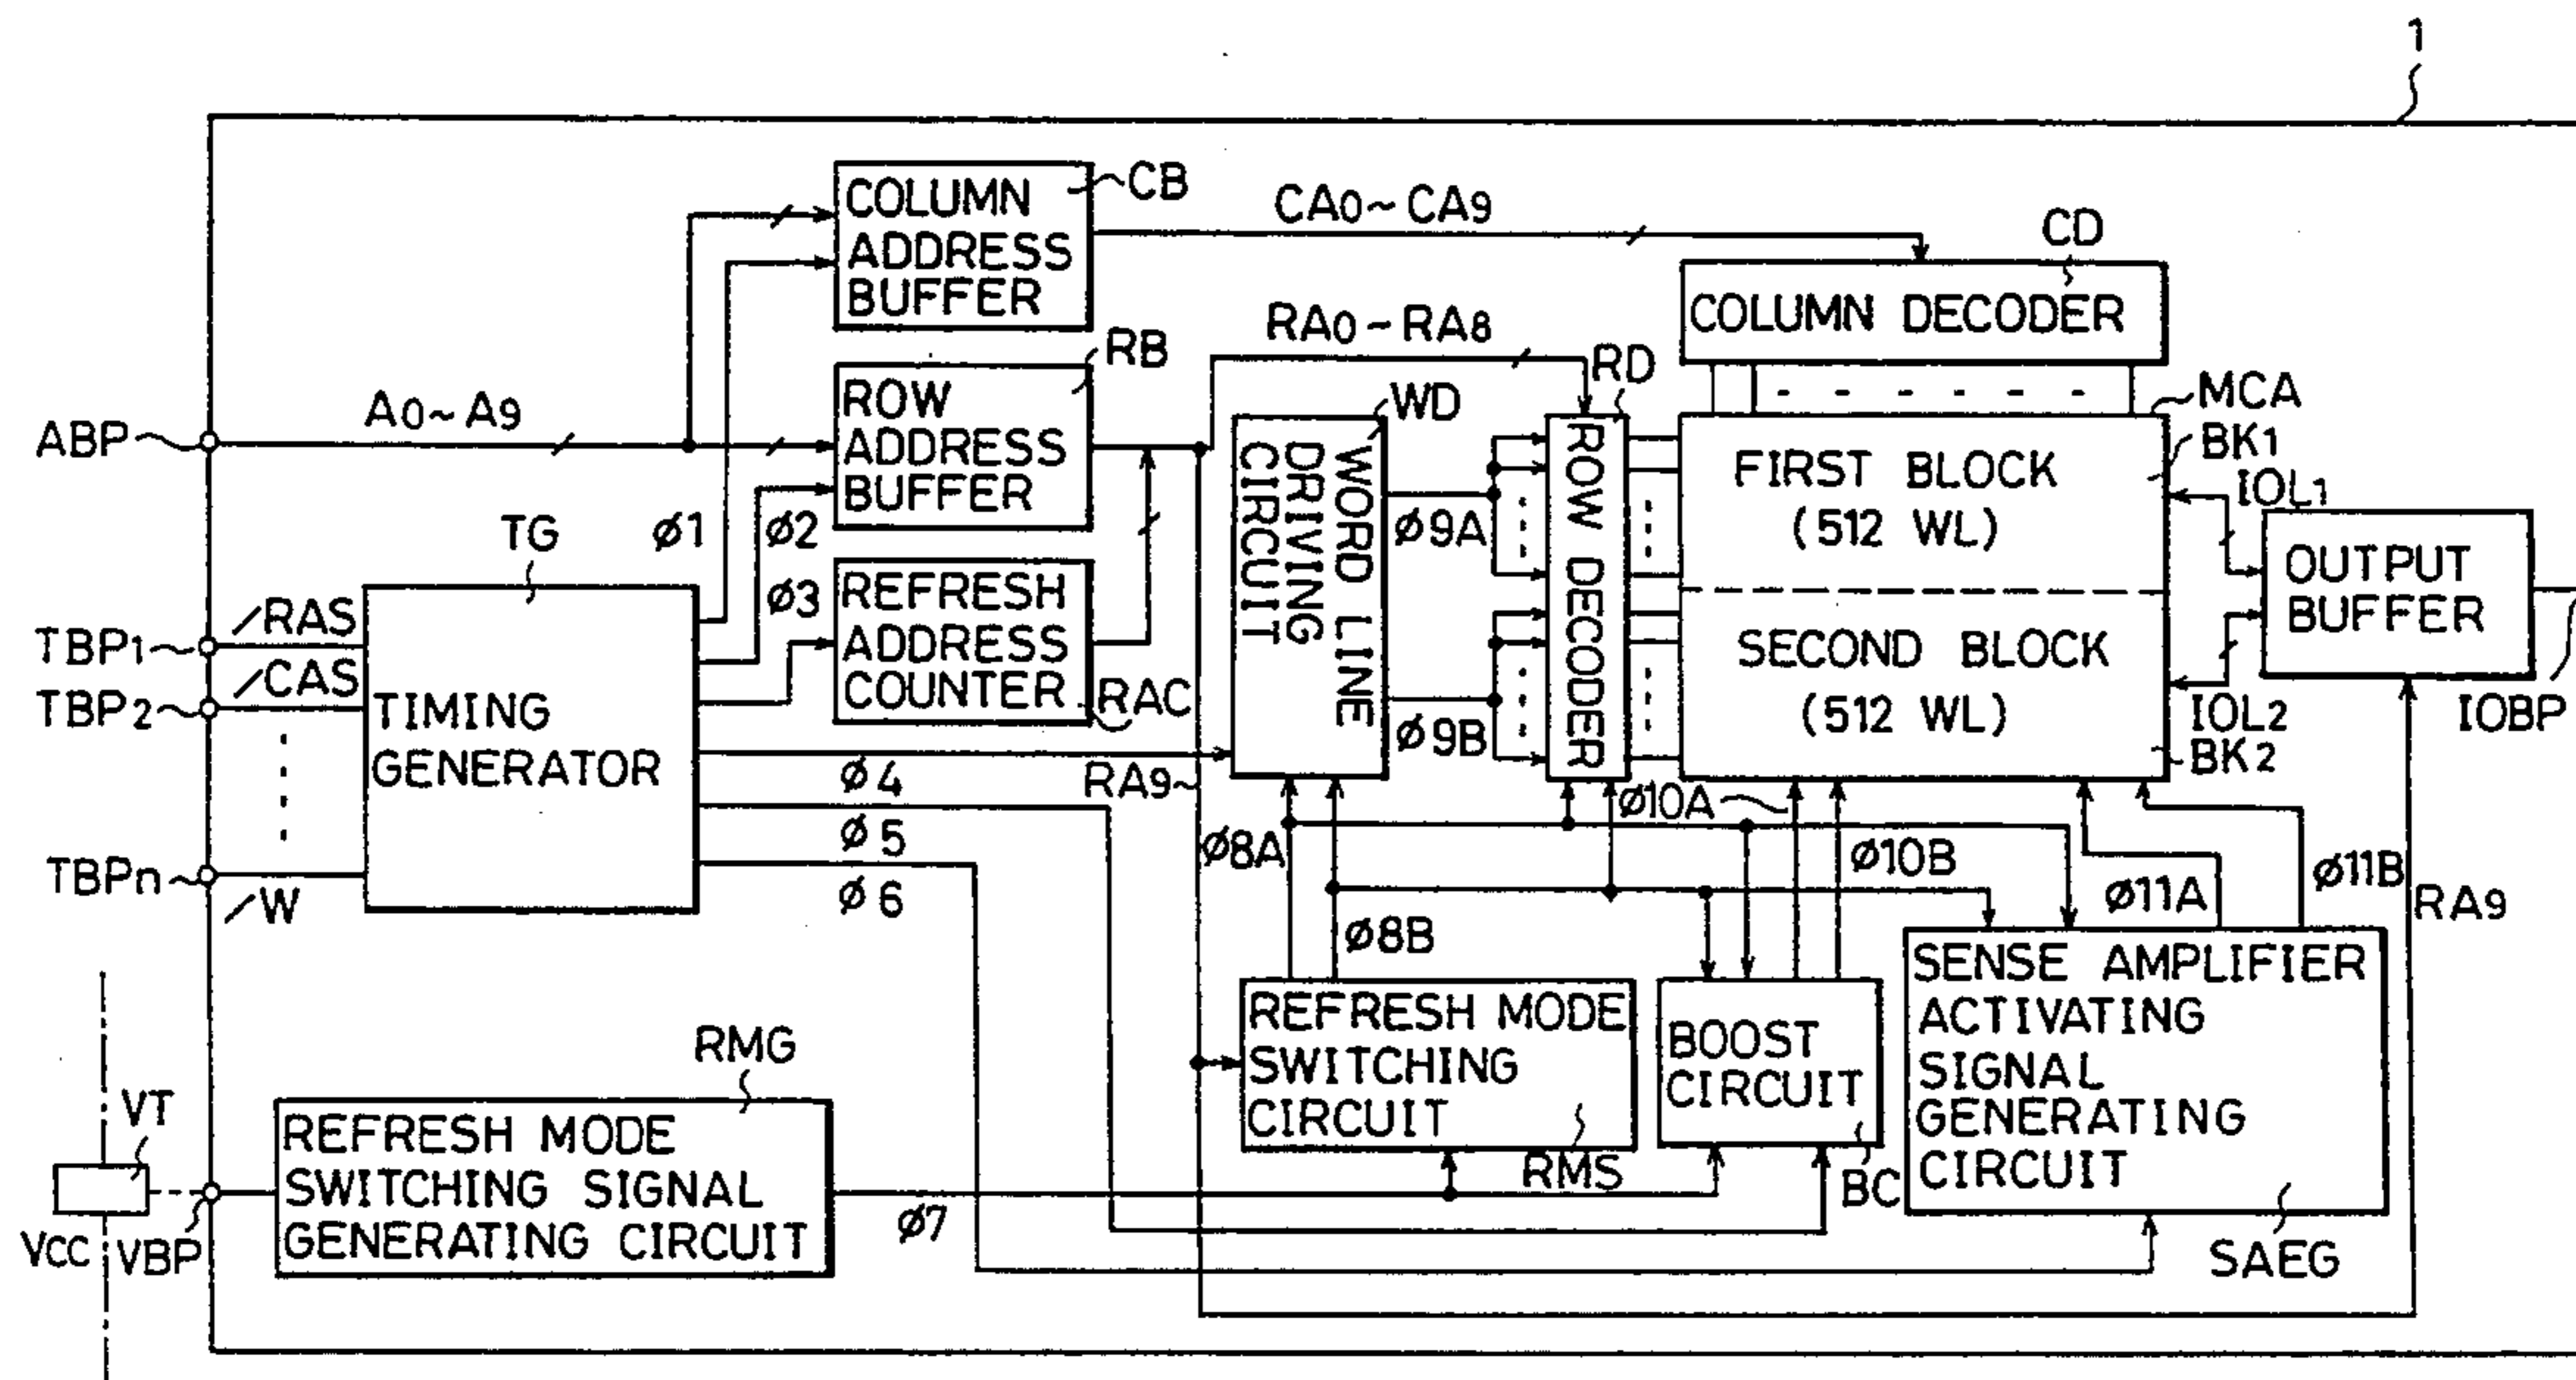 1
COLUMN
ADDRESS
BUFFER
CB
CA0~CA9
CD
COLUMN DECODER
RA0~RA8
RB
ROW
ADDRESS
BUFFER
A0~A9
ABP
WD
RD
MCA
BK1
WORD LINE
DRIVING
CIRCUIT
ROW DECODER
FIRST BLOCK
(512 WL)
IOL1
OUTPUT
BUFFER
SECOND BLOCK
(512 WL)
IOL2
BK2
IOBP
ø9A
ø9B
TG
ø1
ø2
ø3
REFRESH
ADDRESS
COUNTER
RAC
/RAS
TBP1
/CAS
TBP2
TIMING
GENERATOR
TBPn
/W
ø4
ø5
ø6
RA9
ø8A
ø8B
ø10A
ø10B
ø11A
ø11B
RA9
REFRESH MODE
SWITCHING
CIRCUIT
RMS
BOOST
CIRCUIT
BC
SENSE AMPLIFIER
ACTIVATING
SIGNAL
GENERATING
CIRCUIT
SAEG
RMG
VT
REFRESH MODE
SWITCHING SIGNAL
GENERATING CIRCUIT
ø7
VCC
VBP